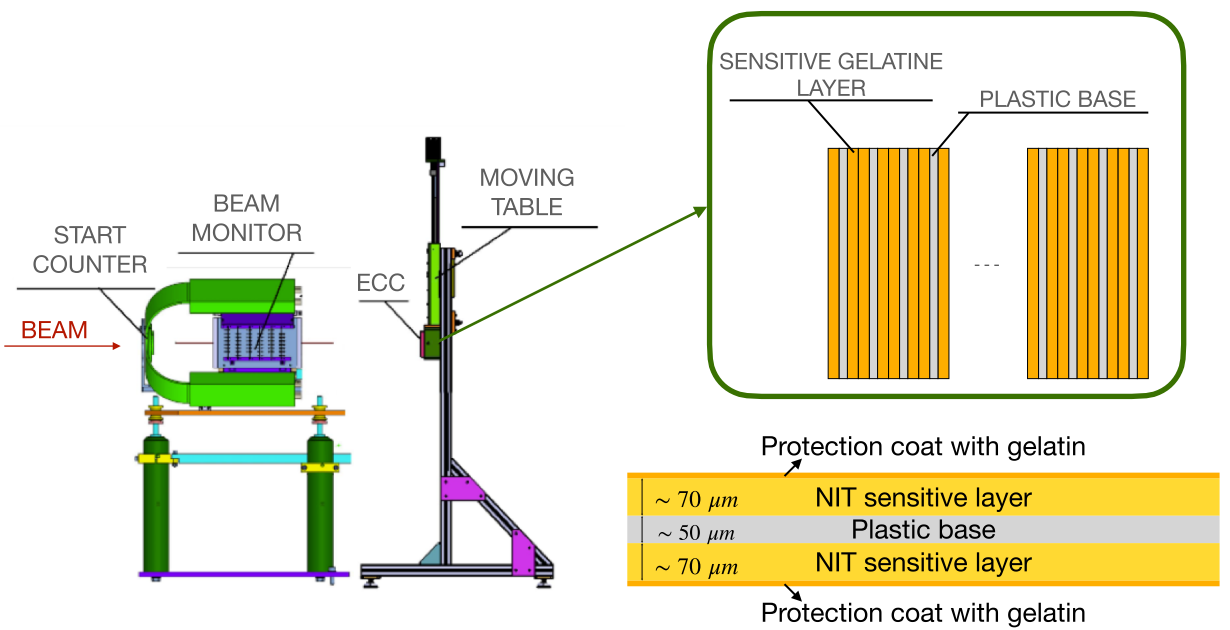 SENSITIVE GELATINE
LAYER
PLASTIC BASE
MOVING
TABLE
BEAM
MONITOR
START
COUNTER
ECC
BEAM
- - -
Protection coat with gelatin
~ 70 μm NIT sensitive layer
~ 50 μm Plastic base
~ 70 μm NIT sensitive layer
Protection coat with gelatin